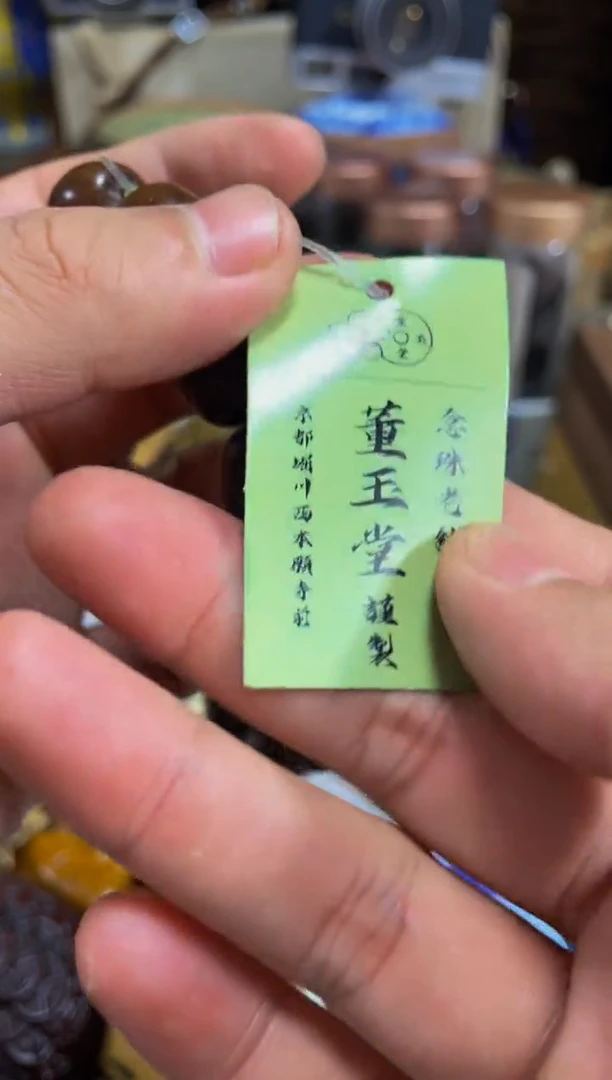 念珠老
董玉堂 謹製
京都堀川西本願寺前